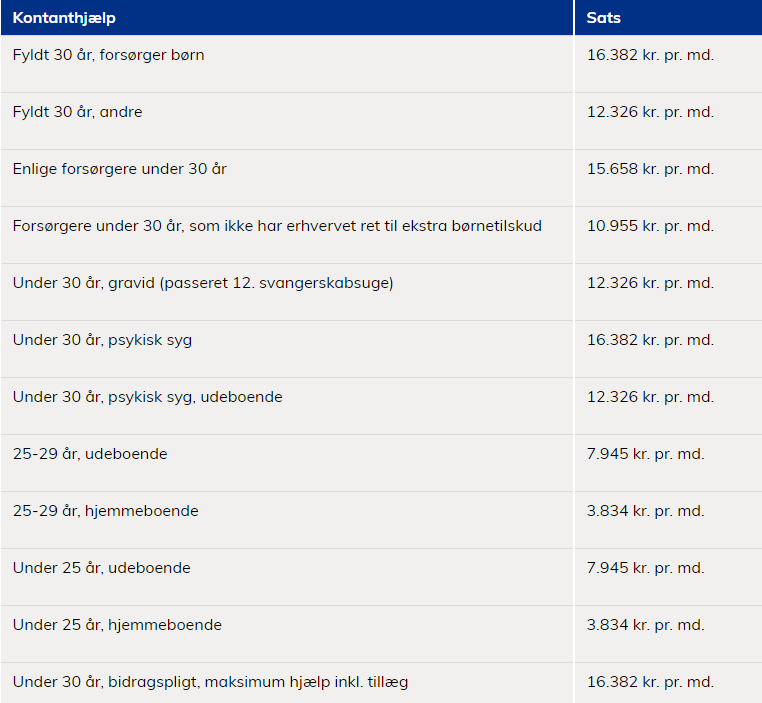 Kontanthjælp Sats
Fyldt 30 år, forsørger børn 16.382 kr. pr. md.
Fyldt 30 år, andre 12.326 kr. pr. md.
Enlige forsørgere under 30 år 15.658 kr. pr. md.
Forsørgere under 30 år, som ikke har erhvervet ret til ekstra børnetilskud 10.955 kr. pr. md.
Under 30 år, gravid (passeret 12. svangerskabsuge) 12.326 kr. pr. md.
Under 30 år, psykisk syg 16.382 kr. pr. md.
Under 30 år, psykisk syg, udeboende 12.326 kr. pr. md.
25-29 år, udeboende 7.945 kr. pr. md.
25-29 år, hjemmeboende 3.834 kr. pr. md.
Under 25 år, udeboende 7.945 kr. pr. md.
Under 25 år, hjemmeboende 3.834 kr. pr. md.
Under 30 år, bidragspligt, maksimum hjælp inkl. tillæg 16.382 kr. pr. md.